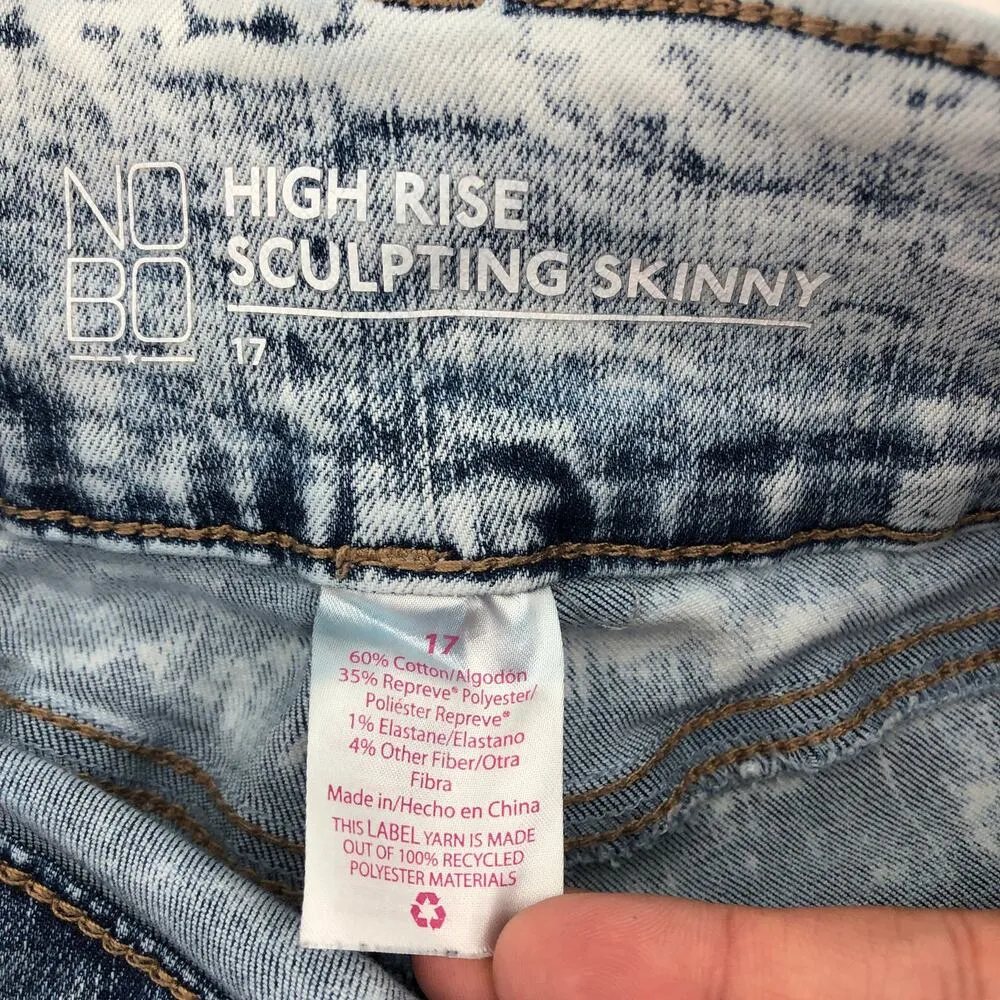 NO
BO
HIGH RISE
SCULPTING SKINNY
17
17
60% Cotton/Algodón
35% Repreve® Polyester/
Poliéster Repreve®
1% Elastane/Elastano
4% Other Fiber/Otra
Fibra
Made in/Hecho en China
THIS LABEL YARN IS MADE
OUT OF 100% RECYCLED
POLYESTER MATERIALS